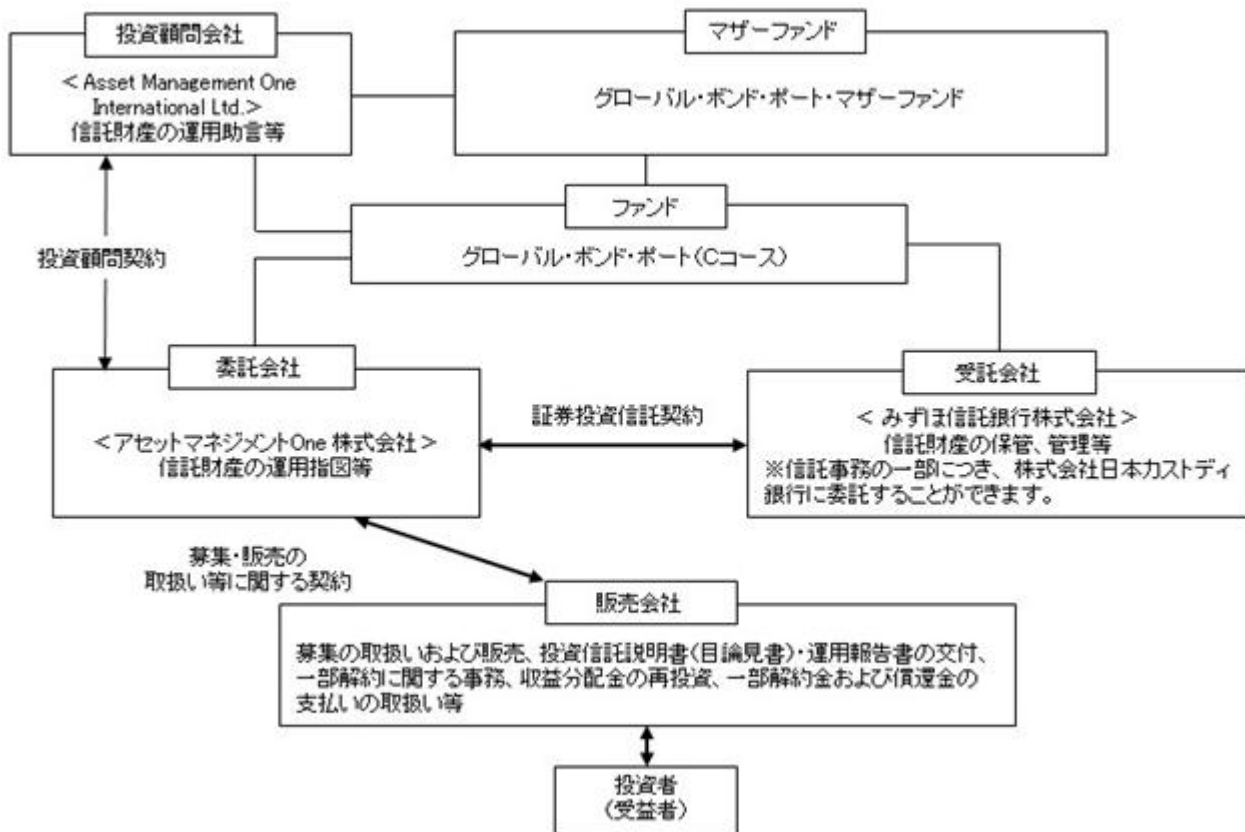 投資顧問会社
< Asset Management One
International Ltd.>
信託財産の運用助言等
マザーファンド
グローバル・ボンド・ポート・マザーファンド
ファンド
グローバル・ボンド・ポート(Cコース)
投資顧問契約
委託会社
<アセットマネジメントOne 株式会社>
信託財産の運用指図等
証券投資信託契約
受託会社
< みずほ信託銀行株式会社>
信託財産の保管、管理等
※信託事務の一部につき、株式会社日本カストディ
銀行に委託することができます。
募集・販売の
取扱い等に関する契約
販売会社
募集の取扱いおよび販売、投資信託説明書(目論見書)・運用報告書の交付、
一部解約に関する事務、収益分配金の再投資、一部解約金および償還金の
支払いの取扱い等
投資者
(受益者)